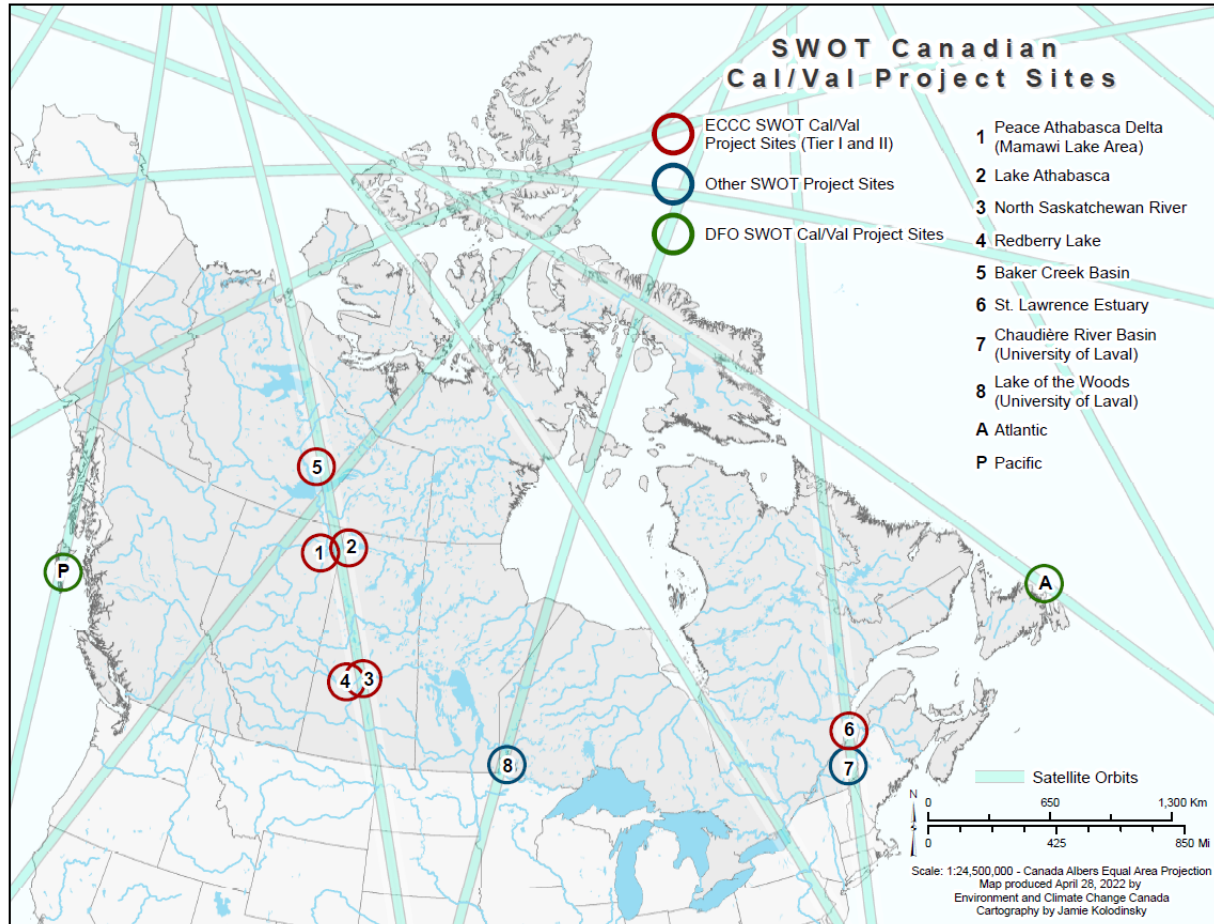 SWOT Canadian
Cal/Val Project Sites
ECCC SWOT Cal/Val
Project Sites (Tier I and II)
Other SWOT Project Sites
DFO SWOT Cal/Val Project Sites
1 Peace Athabasca Delta
(Mamawi Lake Area)
2 Lake Athabasca
3 North Saskatchewan River
4 Redberry Lake
5 Baker Creek Basin
6 St. Lawrence Estuary
7 Chaudière River Basin
(University of Laval)
8 Lake of the Woods
(University of Laval)
A Atlantic
P Pacific
5
1
2
P
A
4
3
6
8
7
Satellite Orbits
N
0 650 1,300 Km
0 425 850 Mi
Scale: 1:24,500,000 - Canada Albers Equal Area Projection
Map produced April 28, 2022 by
Environment and Climate Change Canada
Cartography by Jamie Kolodinsky